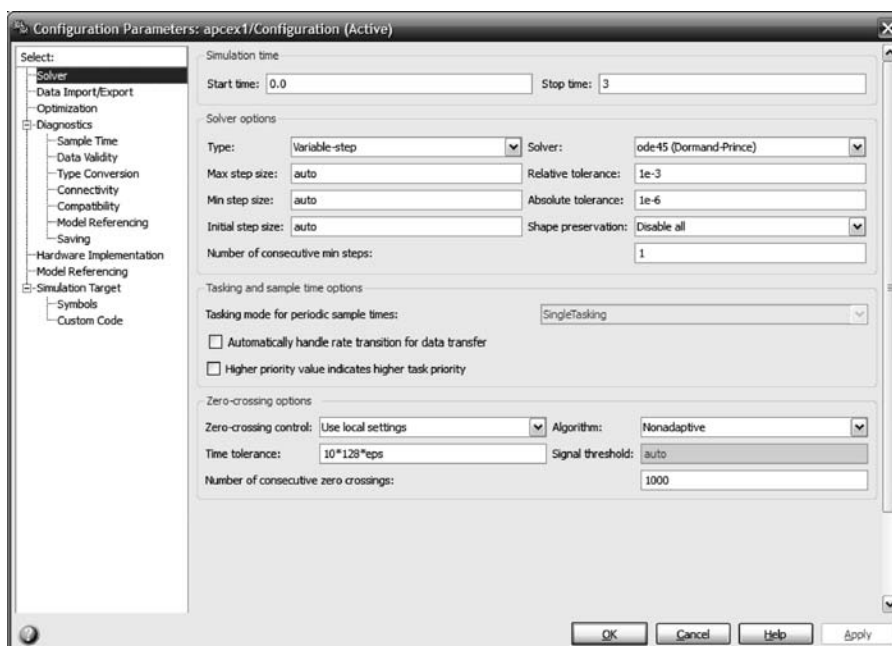 Configuration Parameters: apcex1/Configuration (Active)
Select:
Solver
Data Import/Export
Optimization
Diagnostics
Sample Time
Data Validity
Type Conversion
Connectivity
Compatibility
Model Referencing
Saving
Hardware Implementation
Model Referencing
Simulation Target
Symbols
Custom Code
Simulation time
Start time: 0.0 Stop time: 3
Solver options
Type: Variable-step Solver: ode45 (Dormand-Prince)
Max step size: auto Relative tolerance: 1e-3
Min step size: auto Absolute tolerance: 1e-6
Initial step size: auto Shape preservation: Disable all
Number of consecutive min steps: 1
Tasking and sample time options
Tasking mode for periodic sample times: SingleTasking
Automatically handle rate transition for data transfer
Higher priority value indicates higher task priority
Zero-crossing options
Zero-crossing control: Use local settings Algorithm: Nonadaptive
Time tolerance: 10*128*eps Signal threshold: auto
Number of consecutive zero crossings: 1000
OK Cancel Help Apply